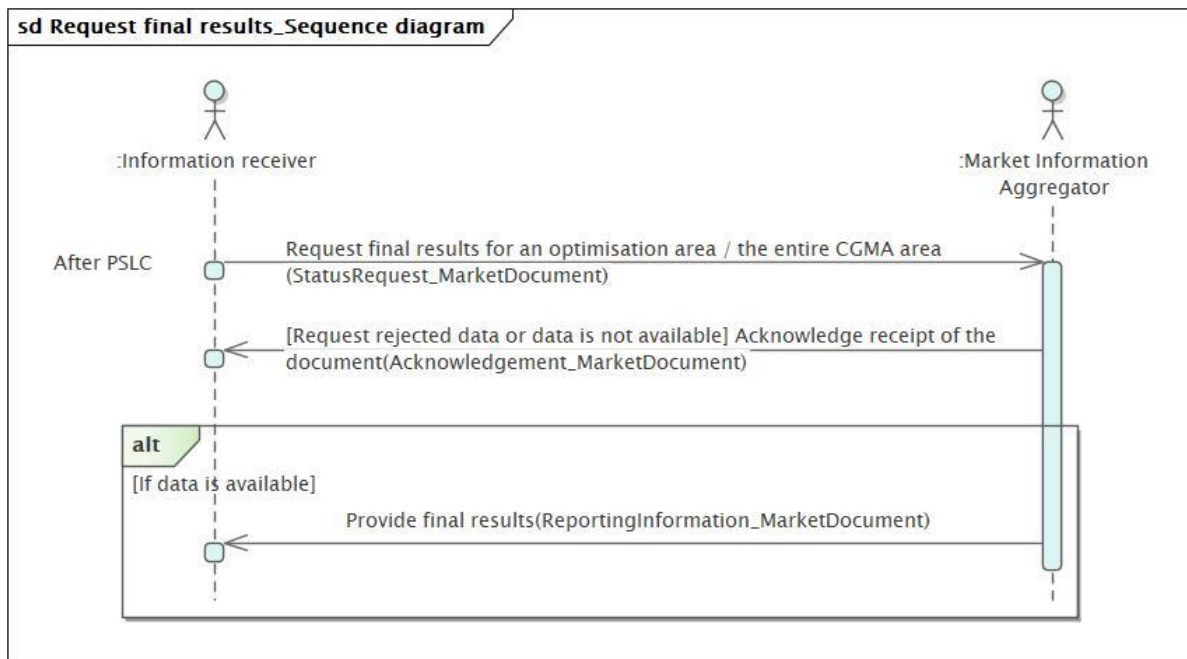 sd Request final results_Sequence diagram
:Information receiver
:Market Information
Aggregator
After PSLC
Request final results for an optimisation area / the entire CGMA area
(StatusRequest_MarketDocument)
[Request rejected data or data is not available] Acknowledge receipt of the
document(Acknowledgement_MarketDocument)
alt
[If data is available]
Provide final results(ReportingInformation_MarketDocument)